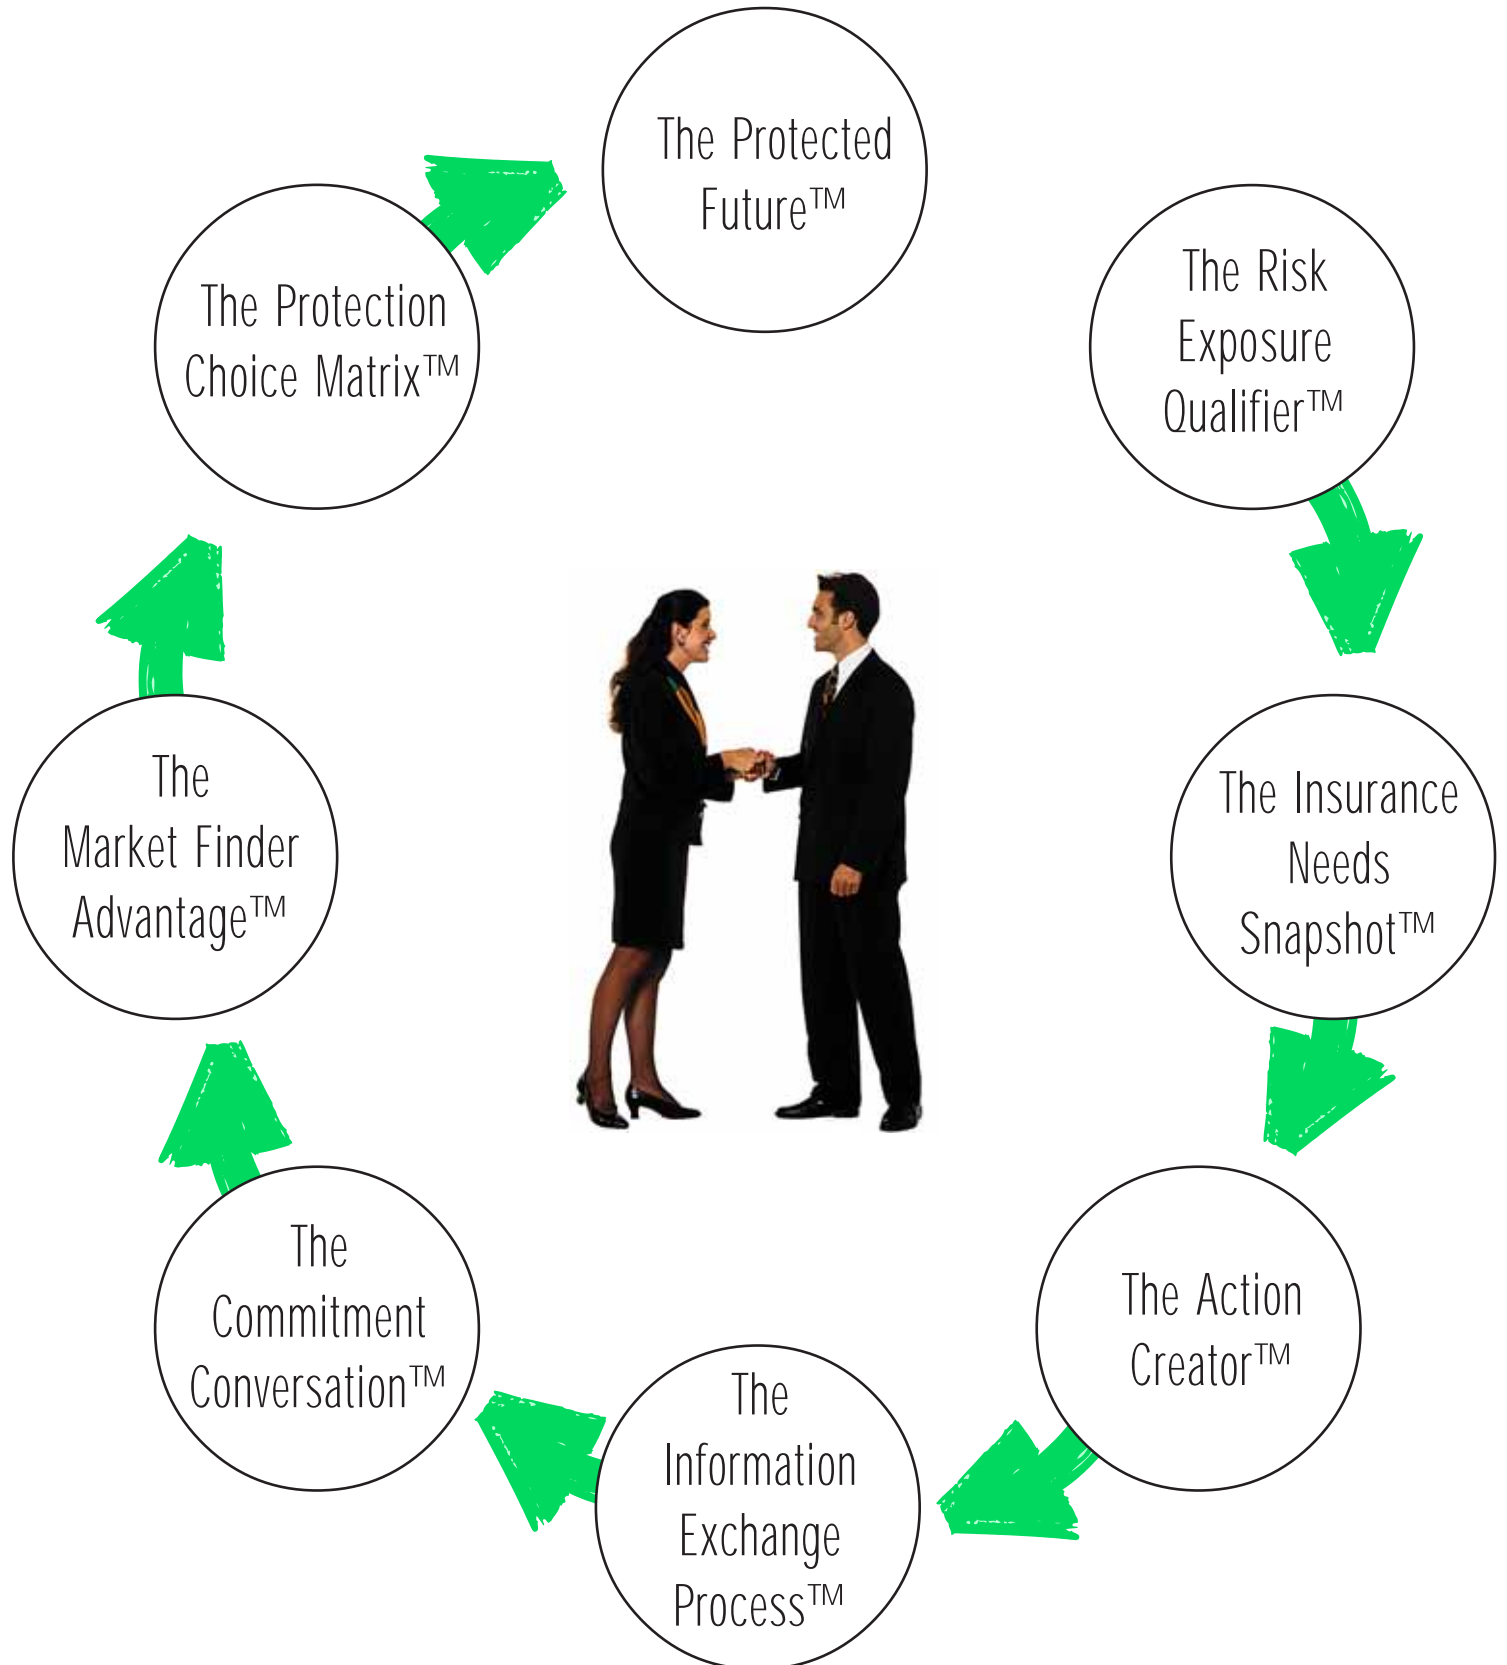 The Protected
Future™
The Risk
Exposure
Qualifier™
The Insurance
Needs
Snapshot™
The Action
Creator™
The
Information
Exchange
Process™
The
Commitment
Conversation™
The
Market Finder
Advantage™
The Protection
Choice Matrix™